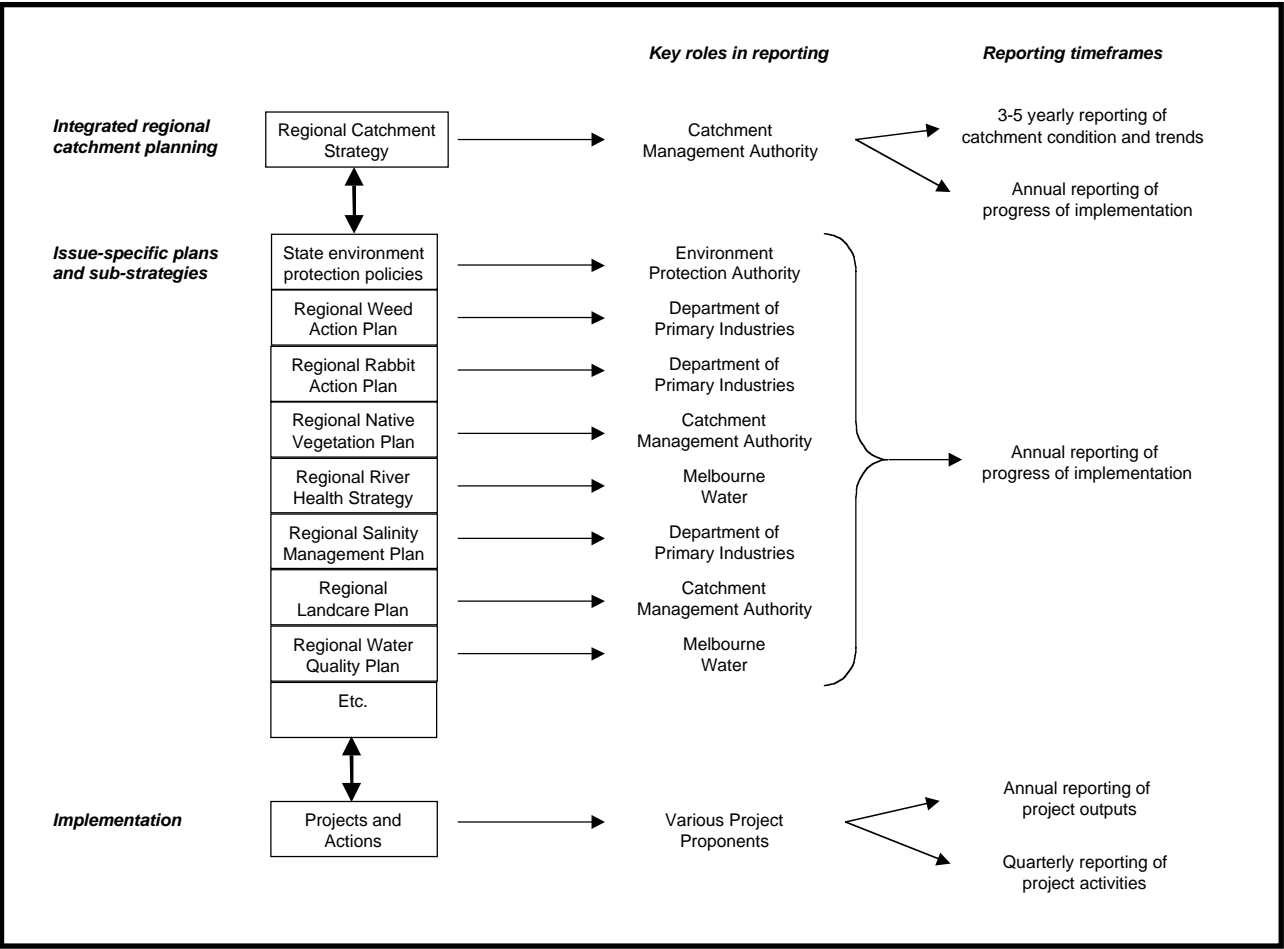 Key roles in reporting
Reporting timeframes
Integrated regional
catchment planning
Regional Catchment
Strategy
Catchment
Management Authority
3-5 yearly reporting of
catchment condition and trends
Annual reporting of
progress of implementation
Issue-specific plans
and sub-strategies
State environment
protection policies
Environment
Protection Authority
Regional Weed
Action Plan
Department of
Primary Industries
Regional Rabbit
Action Plan
Department of
Primary Industries
Regional Native
Vegetation Plan
Catchment
Management Authority
Regional River
Health Strategy
Melbourne
Water
Regional Salinity
Management Plan
Department of
Primary Industries
Regional
Landcare Plan
Catchment
Management Authority
Regional Water
Quality Plan
Melbourne
Water
Etc.
Annual reporting of
progress of implementation
Implementation
Projects and
Actions
Various Project
Proponents
Annual reporting of
project outputs
Quarterly reporting of
project activities